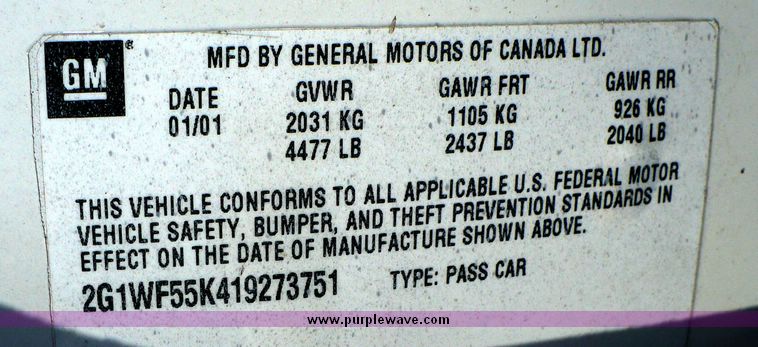 GM ®
MFD BY GENERAL MOTORS OF CANADA LTD.
DATE GVWR GAWR FRT GAWR RR
01/01 2031 KG 1105 KG 926 KG
4477 LB 2437 LB 2040 LB
THIS VEHICLE CONFORMS TO ALL APPLICABLE U.S. FEDERAL MOTOR
VEHICLE SAFETY, BUMPER, AND THEFT PREVENTION STANDARDS IN
EFFECT ON THE DATE OF MANUFACTURE SHOWN ABOVE.
2G1WF55K419273751 TYPE: PASS CAR
www.purplewave.com